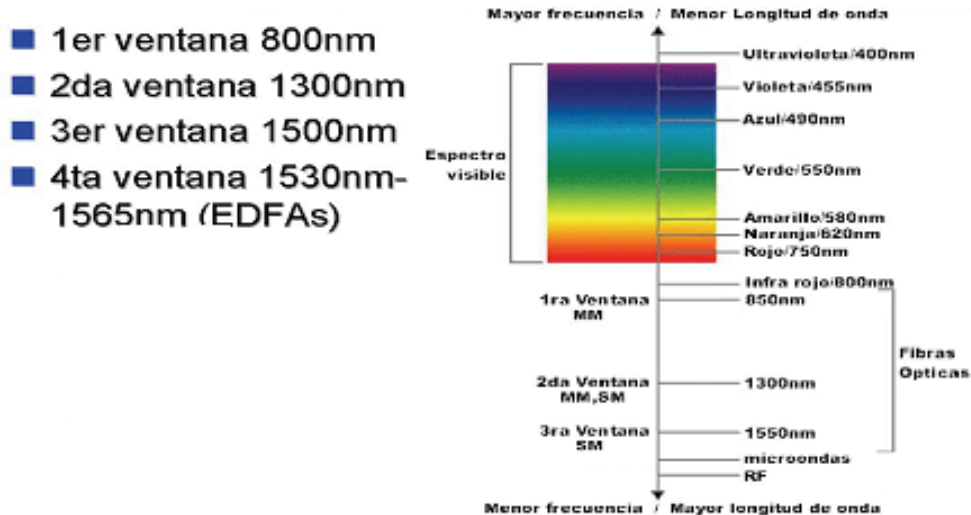 1er ventana 800nm
2da ventana 1300nm
3er ventana 1500nm
4ta ventana 1530nm-
1565nm (EDFAs)
Mayor frecuencia / Menor Longitud de onda
Ultravioleta/400nm
Violeta/455nm
Azul/490nm
Espectro
visible
Verde/550nm
Amarillo/580nm
Naranja/620nm
Rojo/750nm
Infra rojo/800nm
1ra Ventana
MM
850nm
Fibras
Opticas
2da Ventana
MM,SM
1300nm
3ra Ventana
SM
1550nm
microondas
RF
Menor frecuencia / Mayor longitud de onda